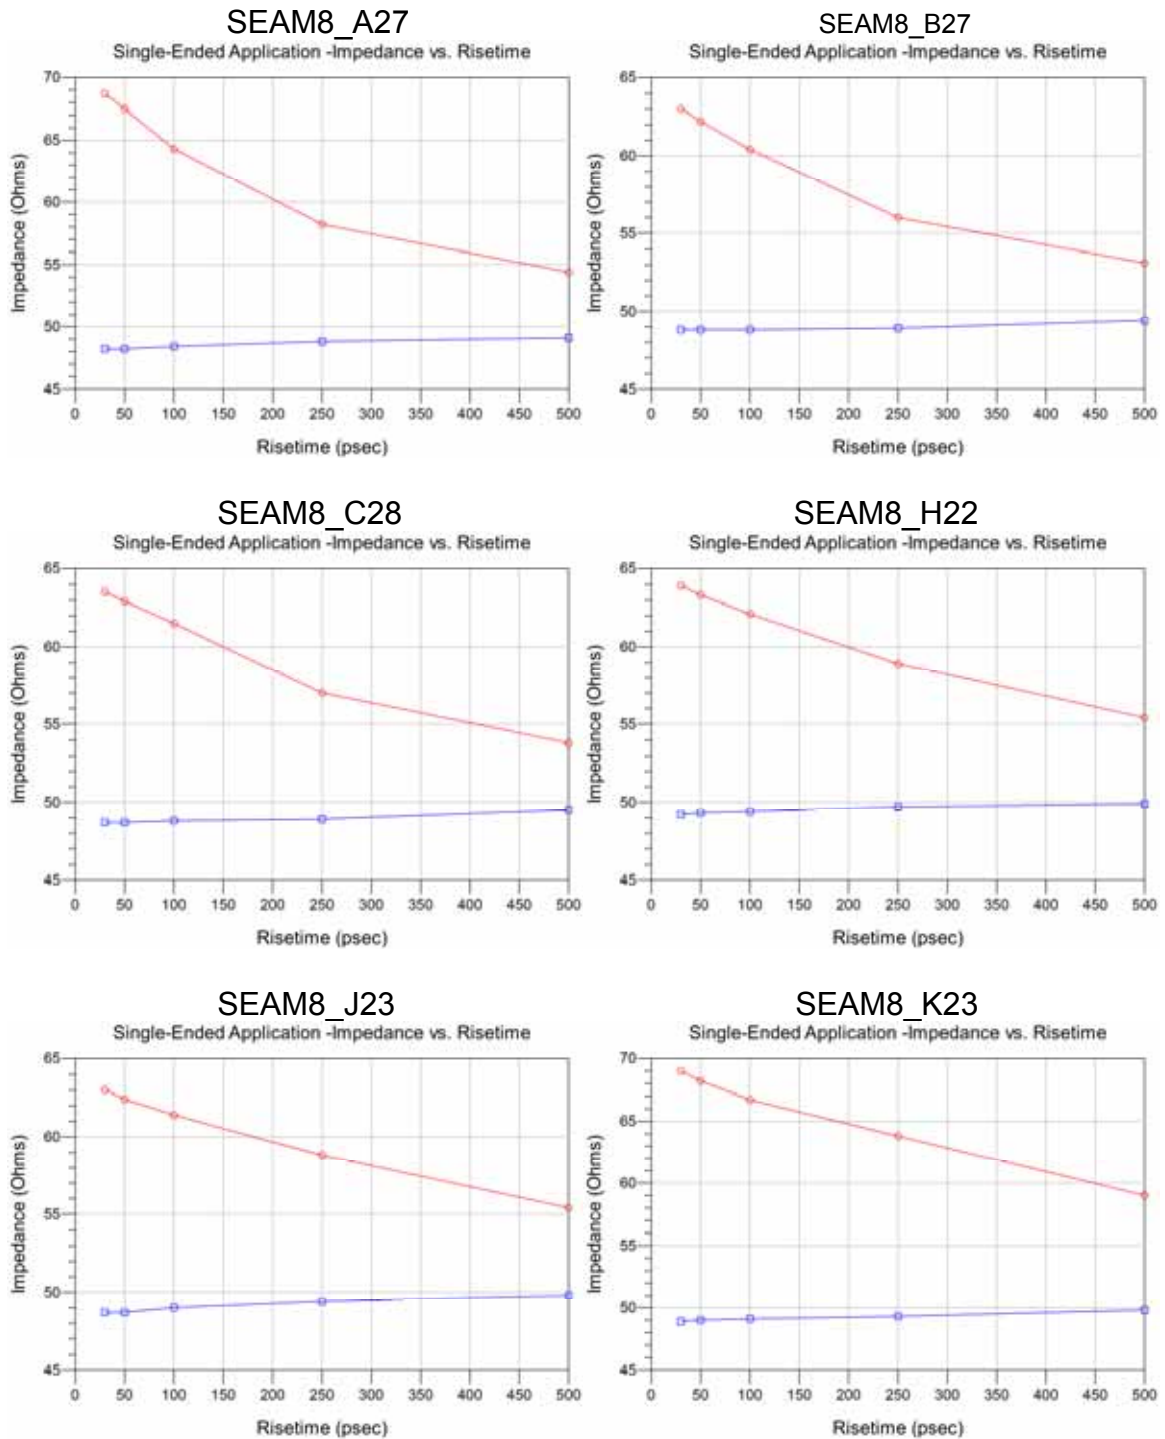 SEAM8_A27
Single-Ended Application -Impedance vs. Risetime
70
65
60
55
50
45
Impedance (Ohms)
0 50 100 150 200 250 300 350 400 450 500
Risetime (psec)
SEAM8_B27
Single-Ended Application -Impedance vs. Risetime
65
60
55
50
45
Impedance (Ohms)
0 50 100 150 200 250 300 350 400 450 500
Risetime (psec)
SEAM8_C28
Single-Ended Application -Impedance vs. Risetime
65
60
55
50
45
Impedance (Ohms)
0 50 100 150 200 250 300 350 400 450 500
Risetime (psec)
SEAM8_H22
Single-Ended Application -Impedance vs. Risetime
65
60
55
50
45
Impedance (Ohms)
0 50 100 150 200 250 300 350 400 450 500
Risetime (psec)
SEAM8_J23
Single-Ended Application -Impedance vs. Risetime
65
60
55
50
45
Impedance (Ohms)
0 50 100 150 200 250 300 350 400 450 500
Risetime (psec)
SEAM8_K23
Single-Ended Application -Impedance vs. Risetime
70
65
60
55
50
45
Impedance (Ohms)
0 50 100 150 200 250 300 350 400 450 500
Risetime (psec)